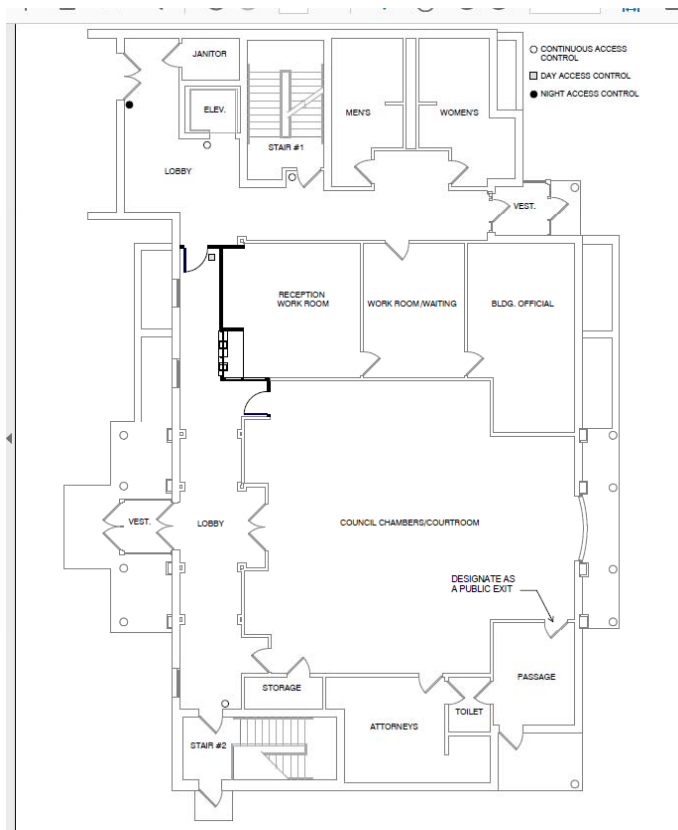 CONTINUOUS ACCESS
CONTROL
DAY ACCESS CONTROL
NIGHT ACCESS CONTROL
JANITOR
ELEV.
MEN'S
WOMEN'S
STAIR #1
LOBBY
VEST.
RECEPTION
WORK ROOM
WORK ROOM/WAITING
BLDG. OFFICIAL
VEST.
LOBBY
COUNCIL CHAMBERS/COURTROOM
DESIGNATE AS
A PUBLIC EXIT
PASSAGE
STORAGE
TOILET
ATTORNEYS
STAIR #2